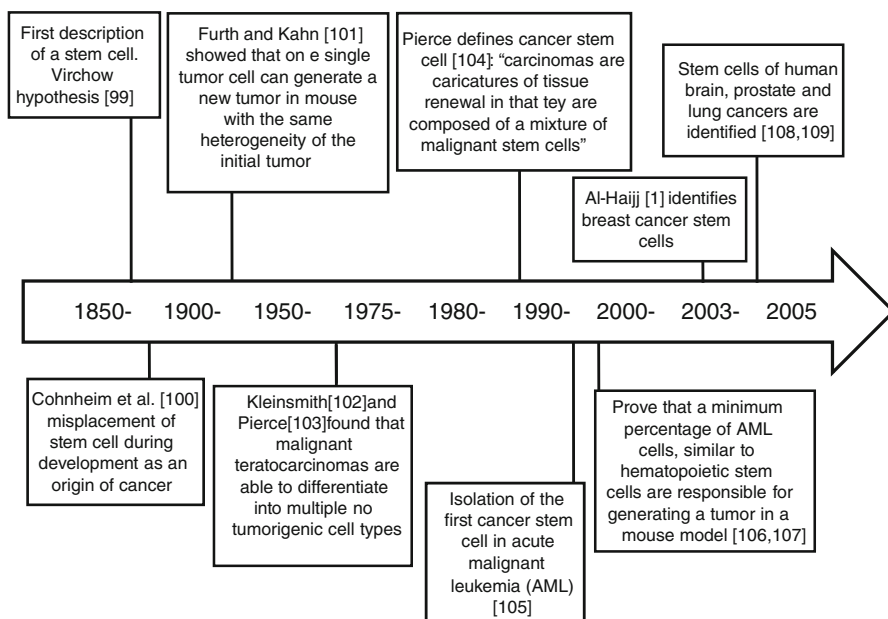 First description
of a stem cell.
Virchow
hypothesis [99]
Furth and Kahn [101]
showed that on e single
tumor cell can generate a
new tumor in mouse
with the same
heterogeneity of the
initial tumor
Pierce defines cancer stem
cell [104]: “carcinomas are
caricatures of tissue
renewal in that tey are
composed of a mixture of
malignant stem cells”
Stem cells of human
brain, prostate and
lung cancers are
identified [108,109]
Al-Haijj [1] identifies
breast cancer stem
cells
1850- 1900- 1950- 1975- 1980- 1990- 2000- 2003- 2005
Cohnheim et al. [100]
misplacement of
stem cell during
development as an
origin of cancer
Kleinsmith[102]and
Pierce[103]found that
malignant
teratocarcinomas are
able to differentiate
into multiple no
tumorigenic cell types
Isolation of the
first cancer stem
cell in acute
malignant
leukemia (AML)
[105]
Prove that a minimum
percentage of AML
cells, similar to
hematopoietic stem
cells are responsible for
generating a tumor in a
mouse model [106,107]